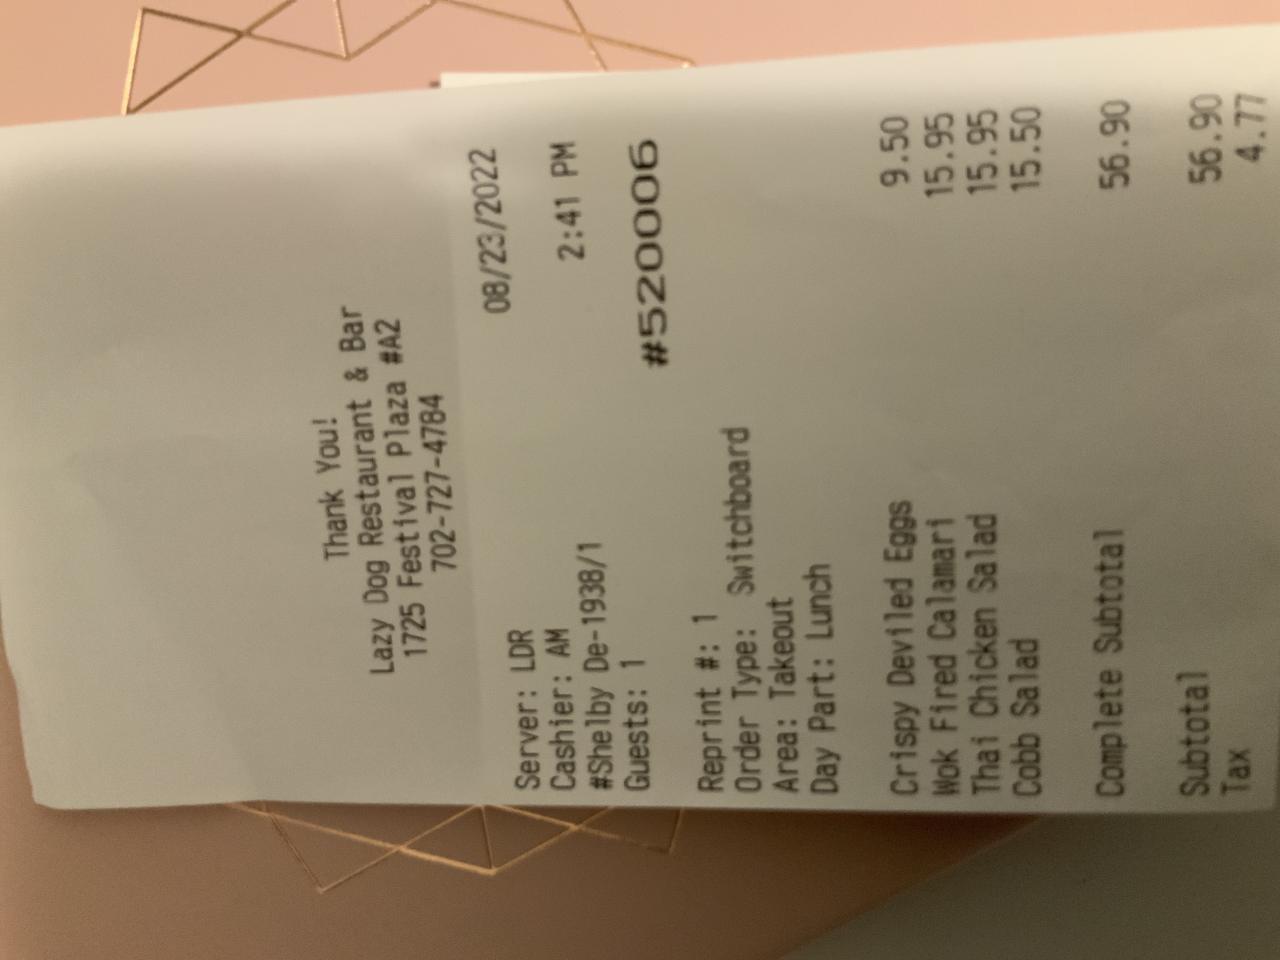 Thank You!
Lazy Dog Restaurant & Bar
1725 Festival Plaza #A2
702-727-4784
Server: LDR 08/23/2022
Cashier: AM
#Shelby De-1938/1 2:41 PM
Guests: 1
#520006
Reprint #: 1
Order Type: Switchboard
Area: Takeout
Day Part: Lunch
Crispy Deviled Eggs 9.50
Wok Fired Calamari 15.95
Thai Chicken Salad 15.95
Cobb Salad 15.50
Complete Subtotal 56.90
Subtotal 56.90
Tax 4.77